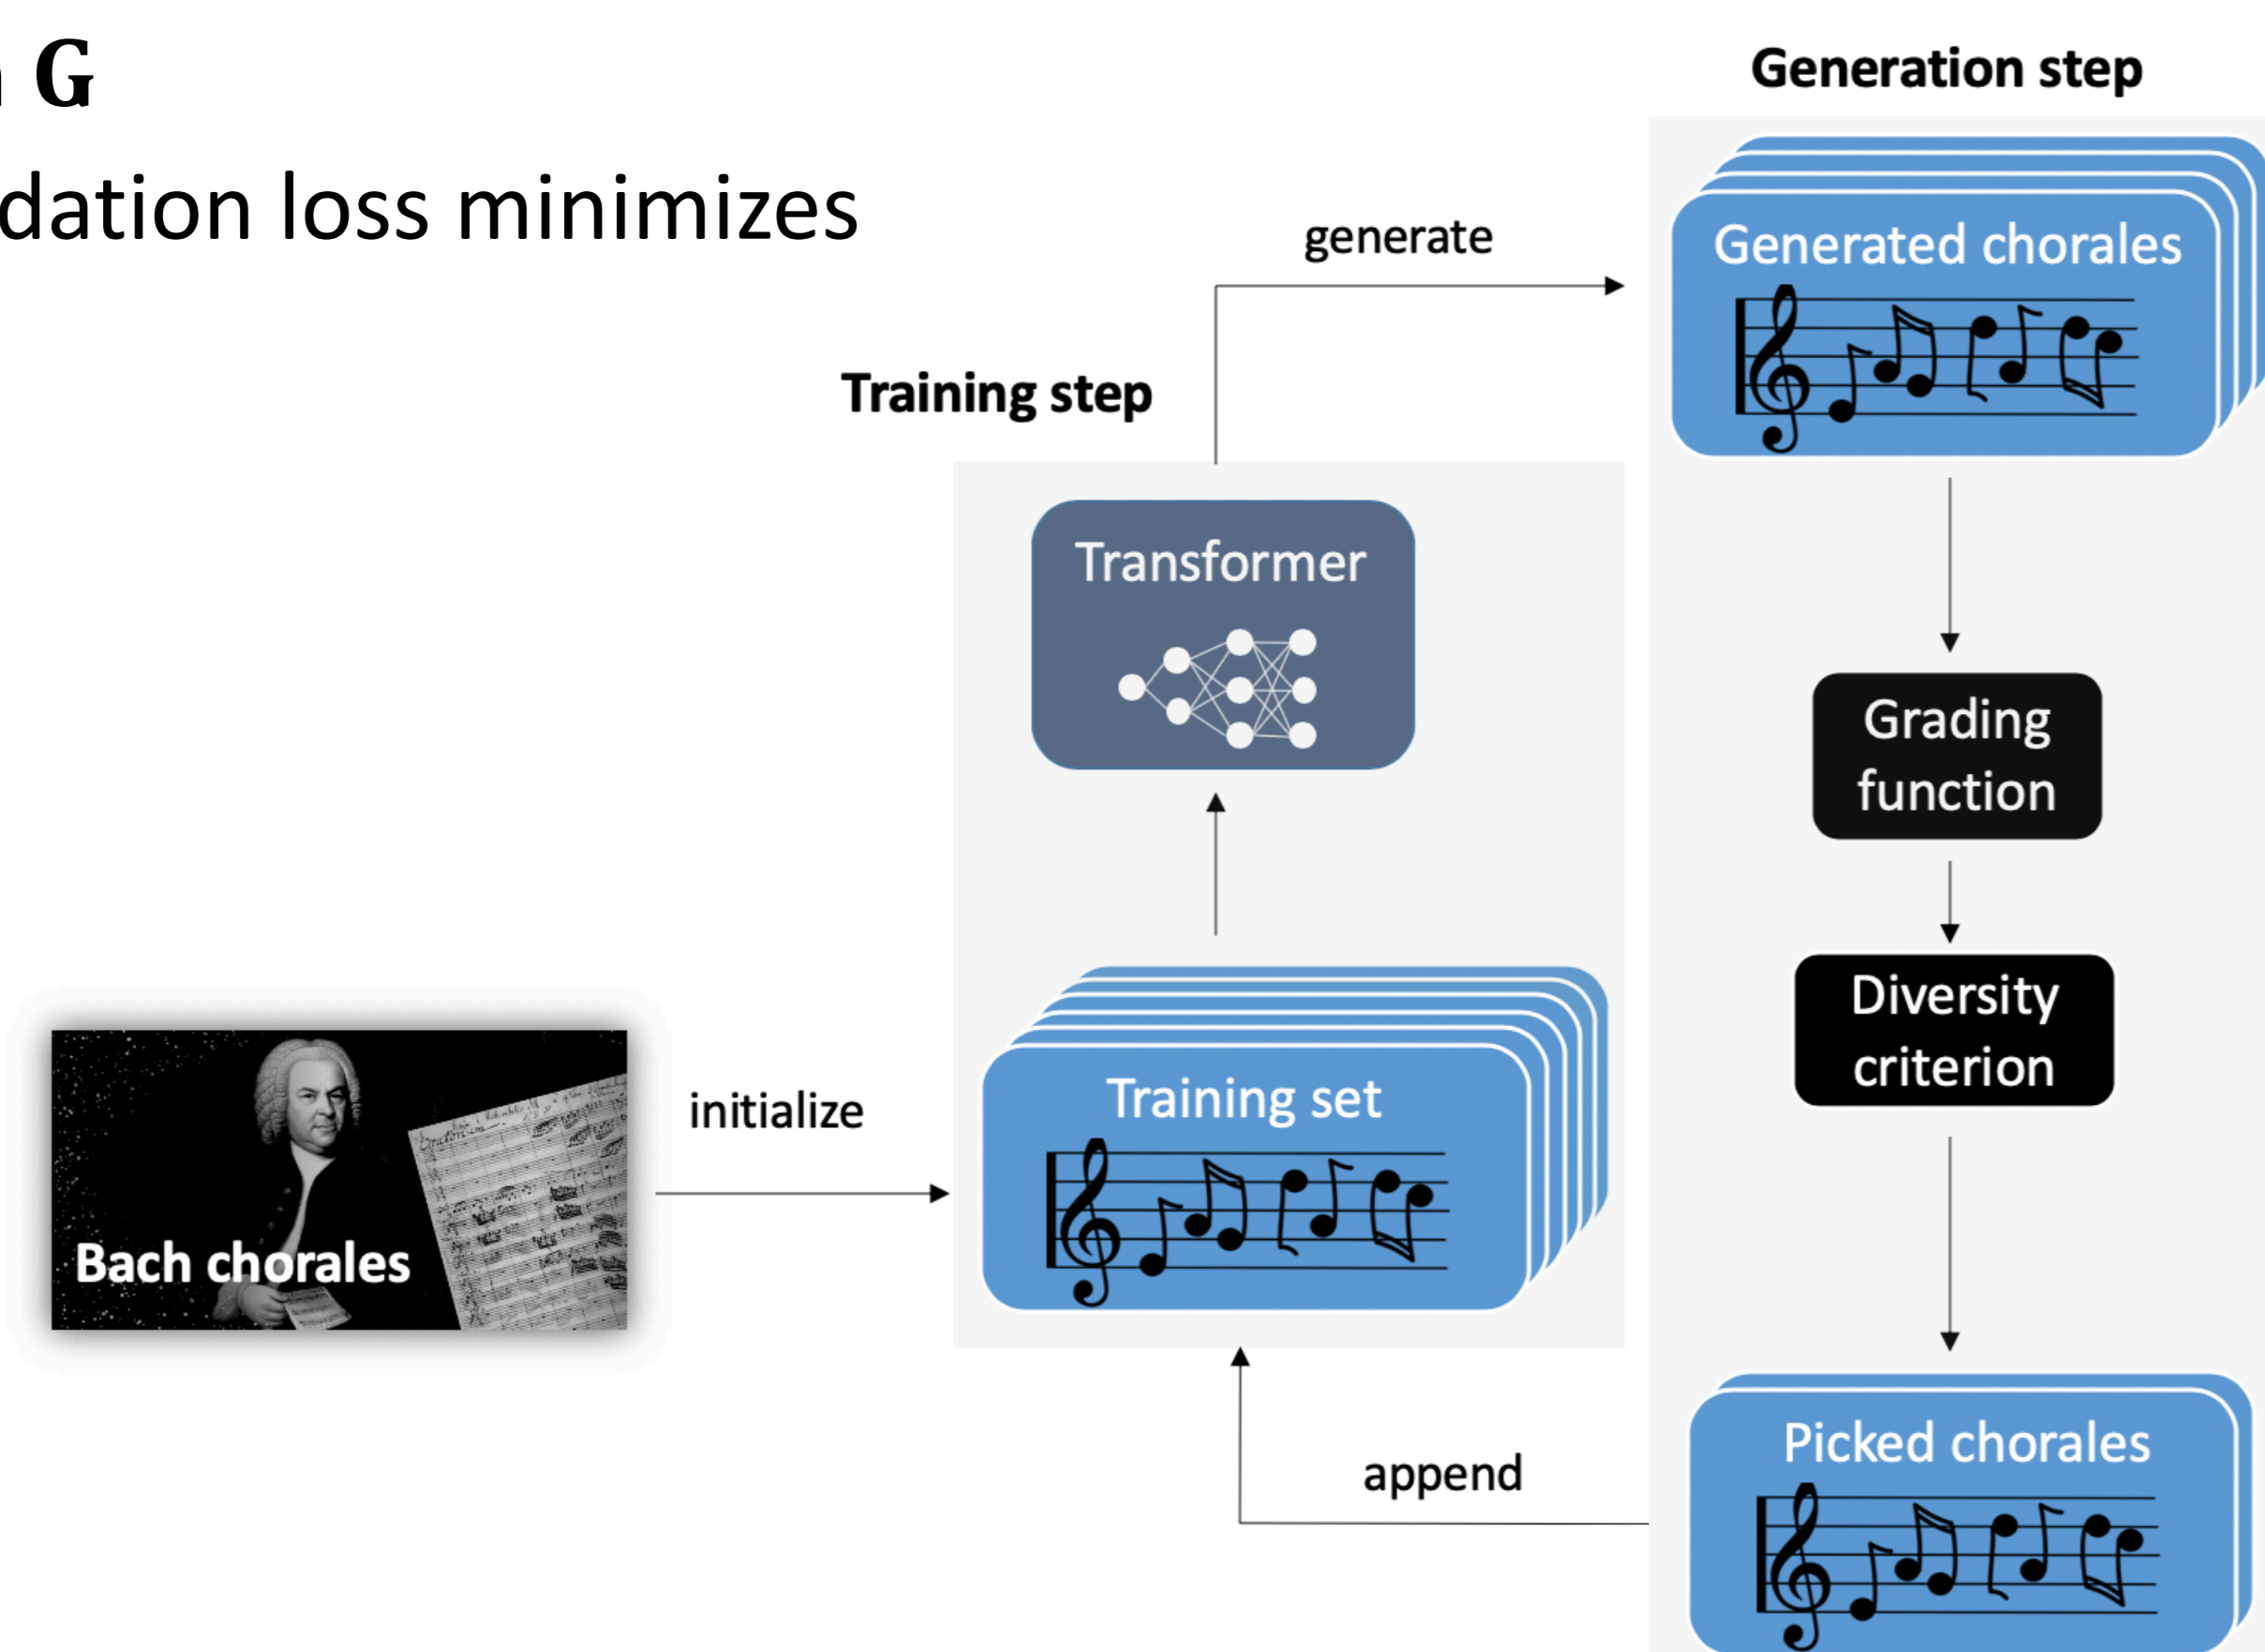 G
dation loss minimizes
Generation step
generate
Generated chorales
Training step
Transformer
Grading
function
Diversity
criterion
Bach chorales
initialize
Training set
append
Picked chorales